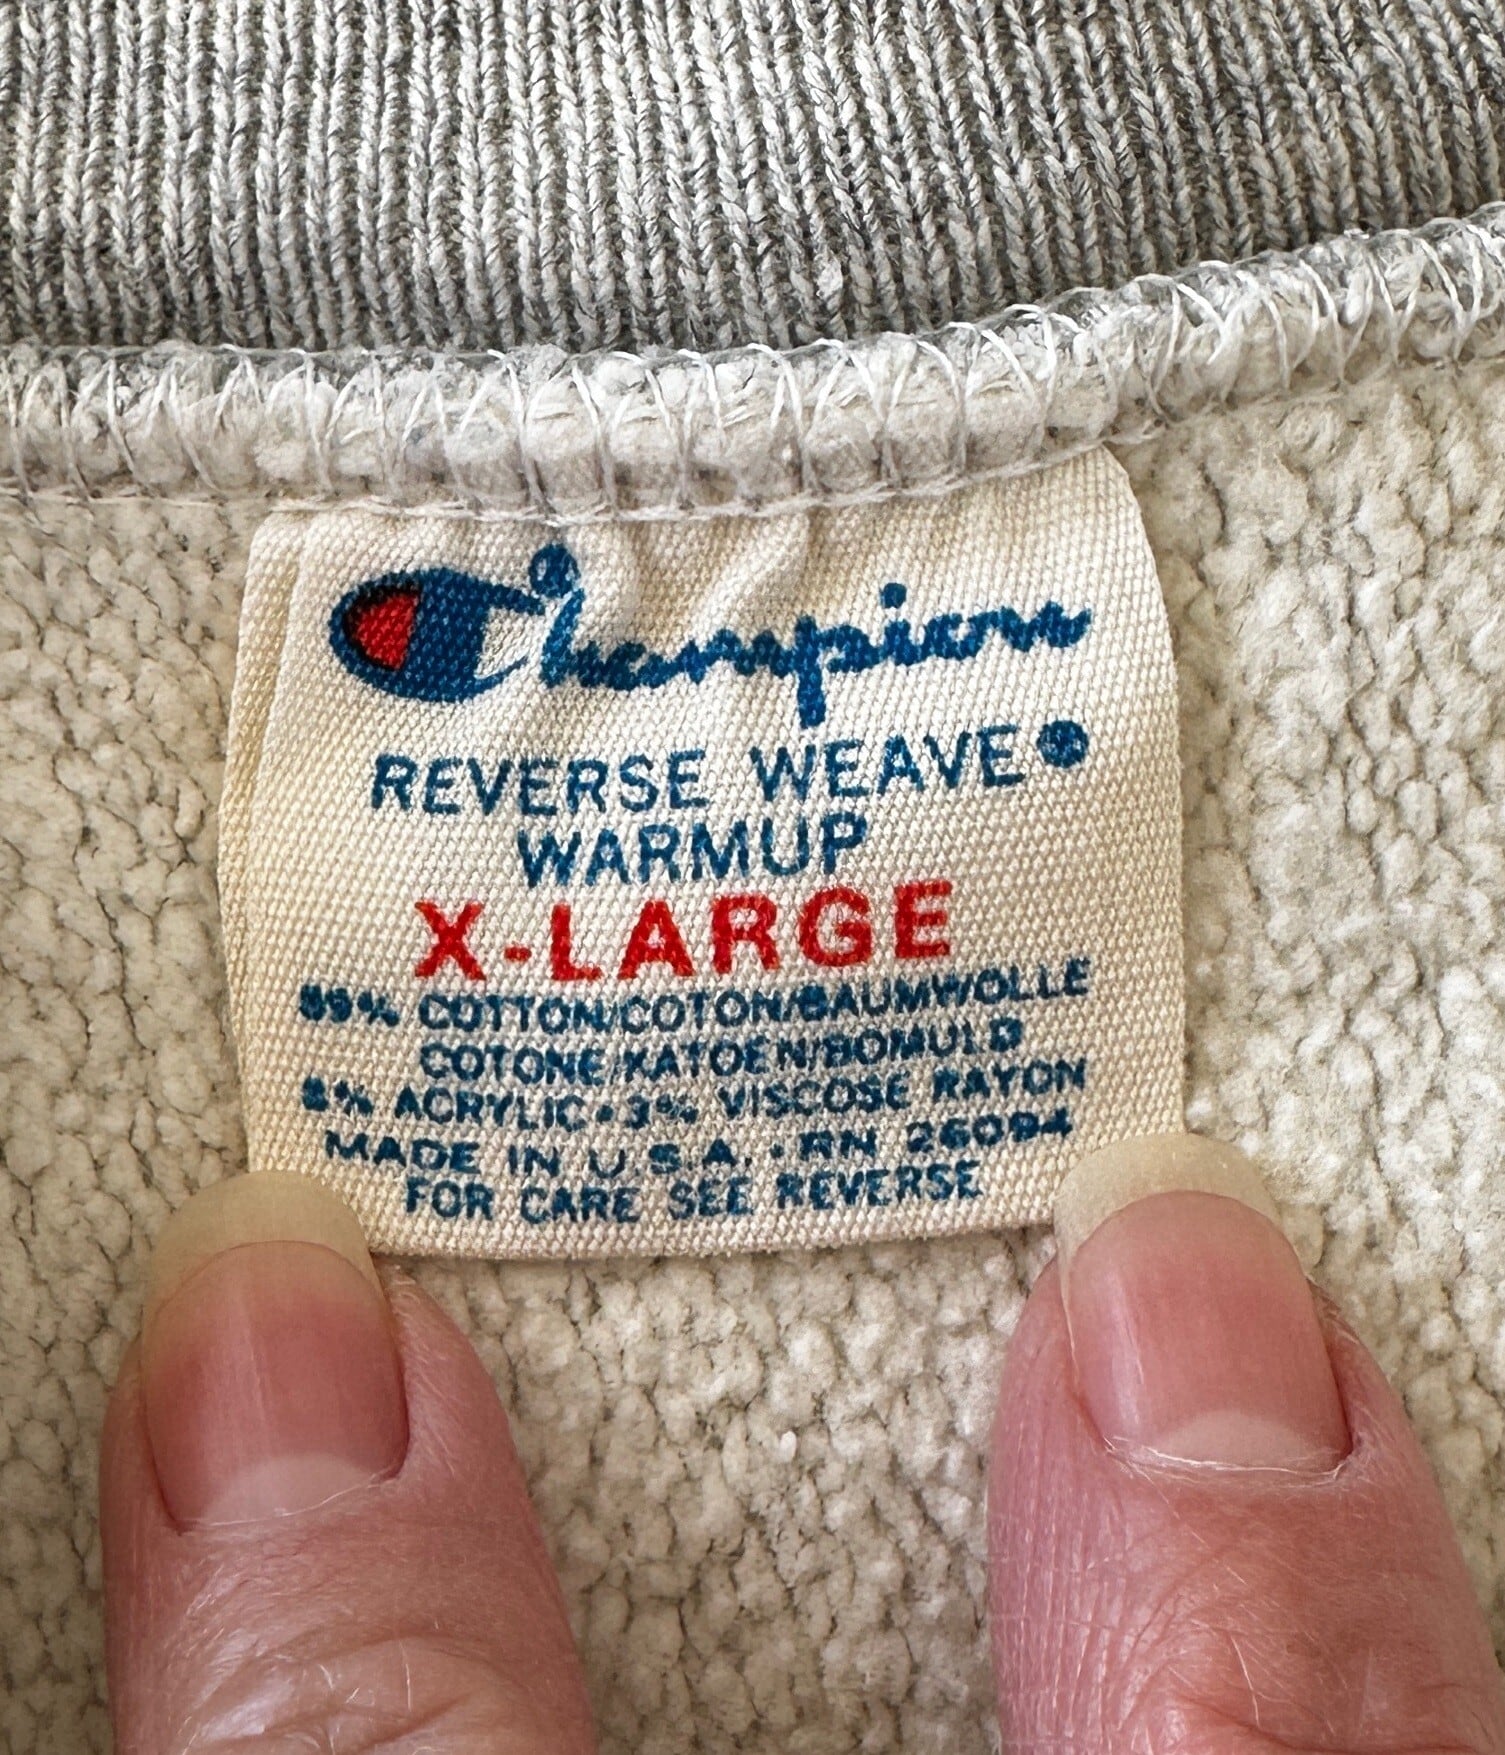 Champion
REVERSE WEAVE®
WARMUP
X-LARGE
89% COTTON/COTON/BAUMWOLLE
COTONE/KATOEN/BOMULD
8% ACRYLIC • 3% VISCOSE RAYON
MADE IN U.S.A. • RN 26094
FOR CARE SEE REVERSE